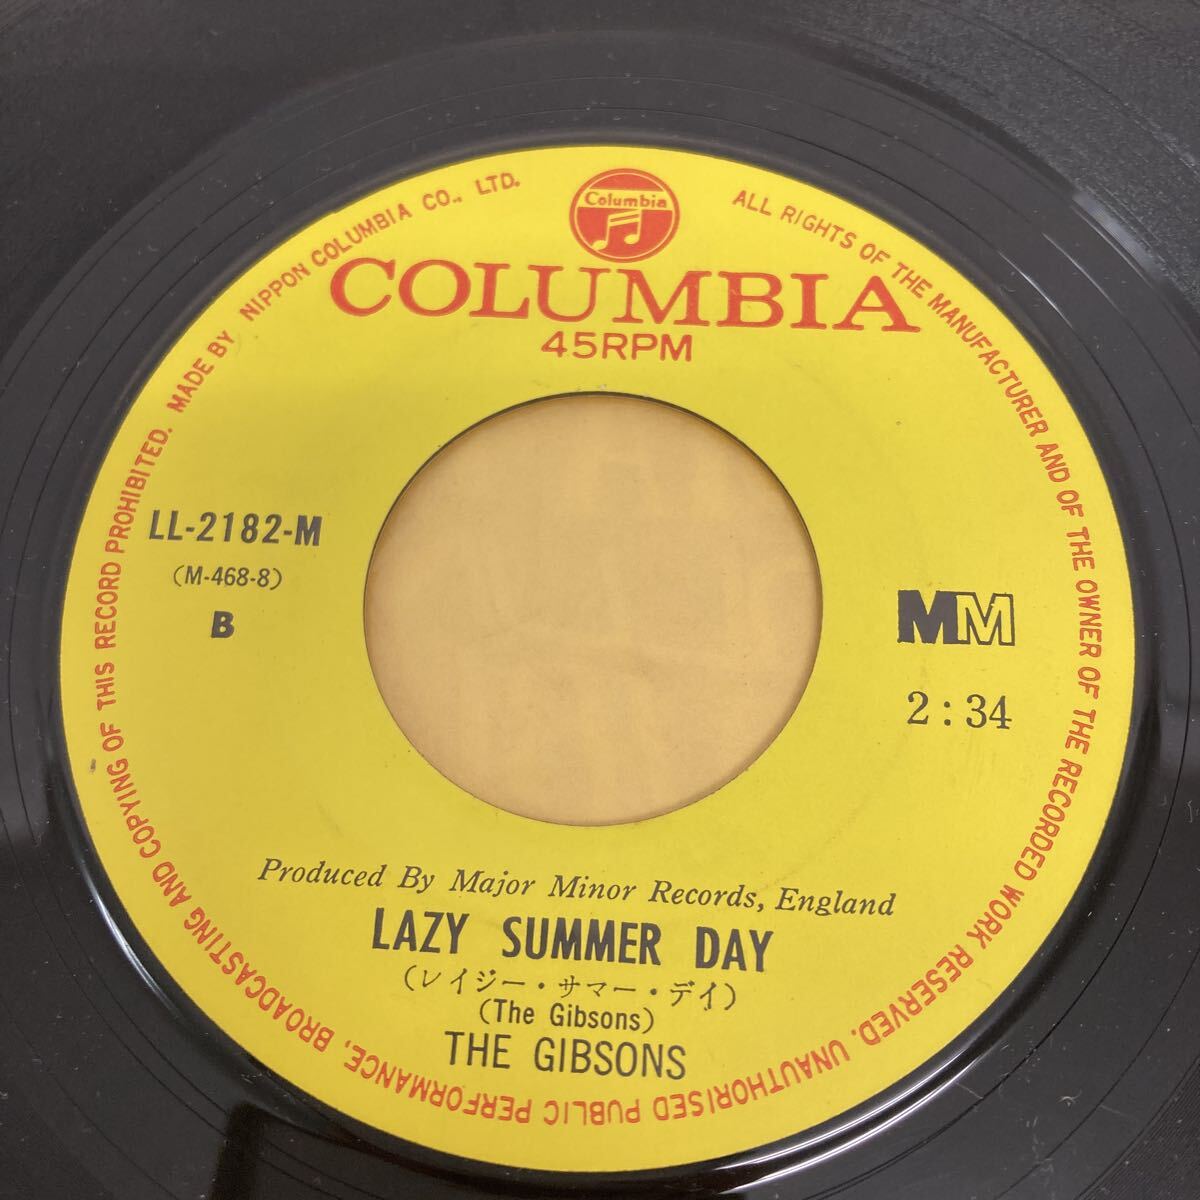 Columbia
COLUMBIA
45RPM
LL-2182-M
(M-468-8)
B
MM
2:34
Produced By Major Minor Records, England
LAZY SUMMER DAY
(レイジー・サマー・デイ)
(The Gibsons)
THE GIBSONS
MADE BY NIPPON COLUMBIA CO., LTD. ALL RIGHTS OF THE MANUFACTURER AND OF THE OWNER OF THE RECORDED WORK RESERVED. UNAUTHORISED PUBLIC PERFORMANCE, BROADCASTING AND COPYING OF THIS RECORD PROHIBITED.